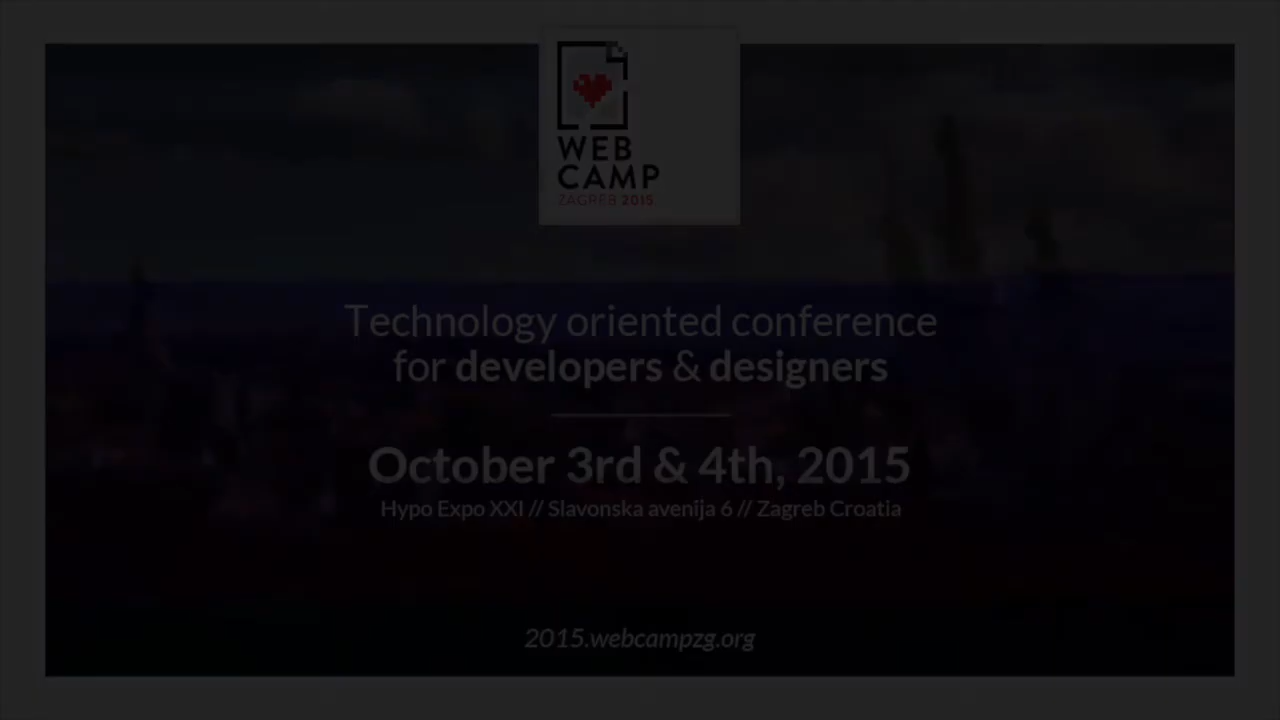 WEB
CAMP
ZAGREB 2015
Technology oriented conference
for developers & designers
October 3rd & 4th, 2015
Hypo Expo XXI // Slavonska avenija 6 // Zagreb Croatia
2015.webcampzg.org